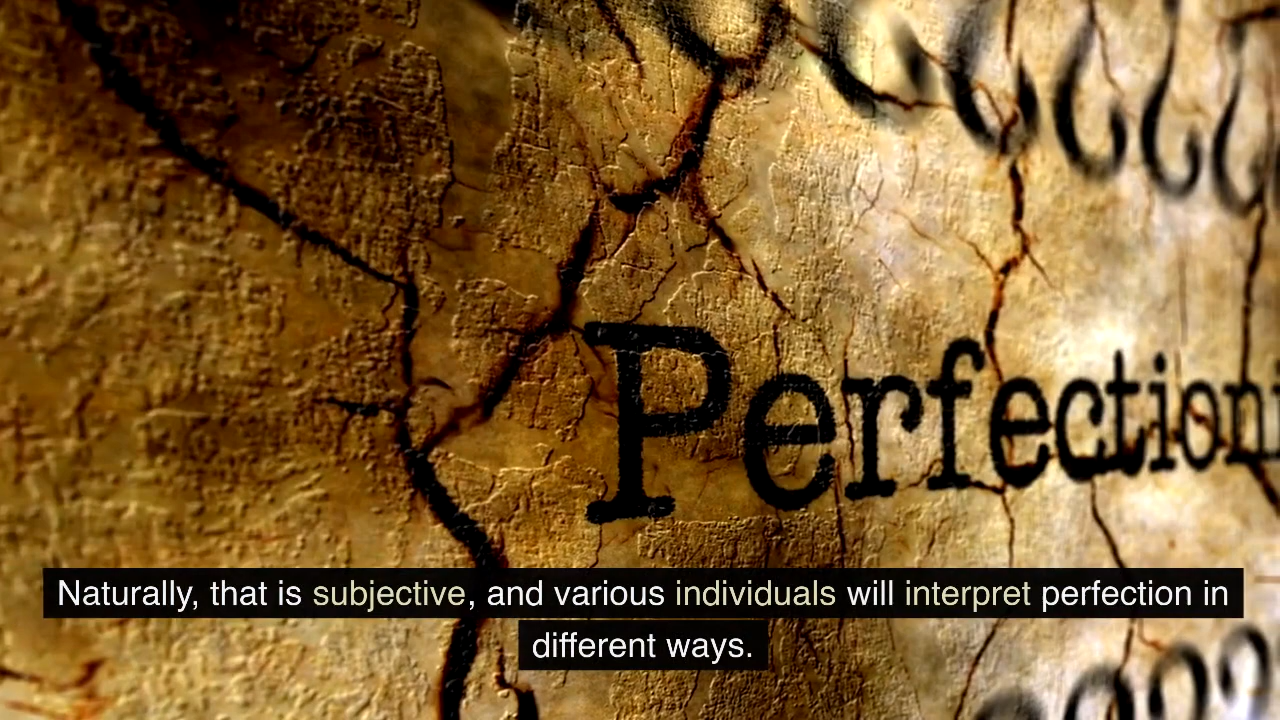 Perfection
Naturally, that is subjective, and various individuals will interpret perfection in
different ways.